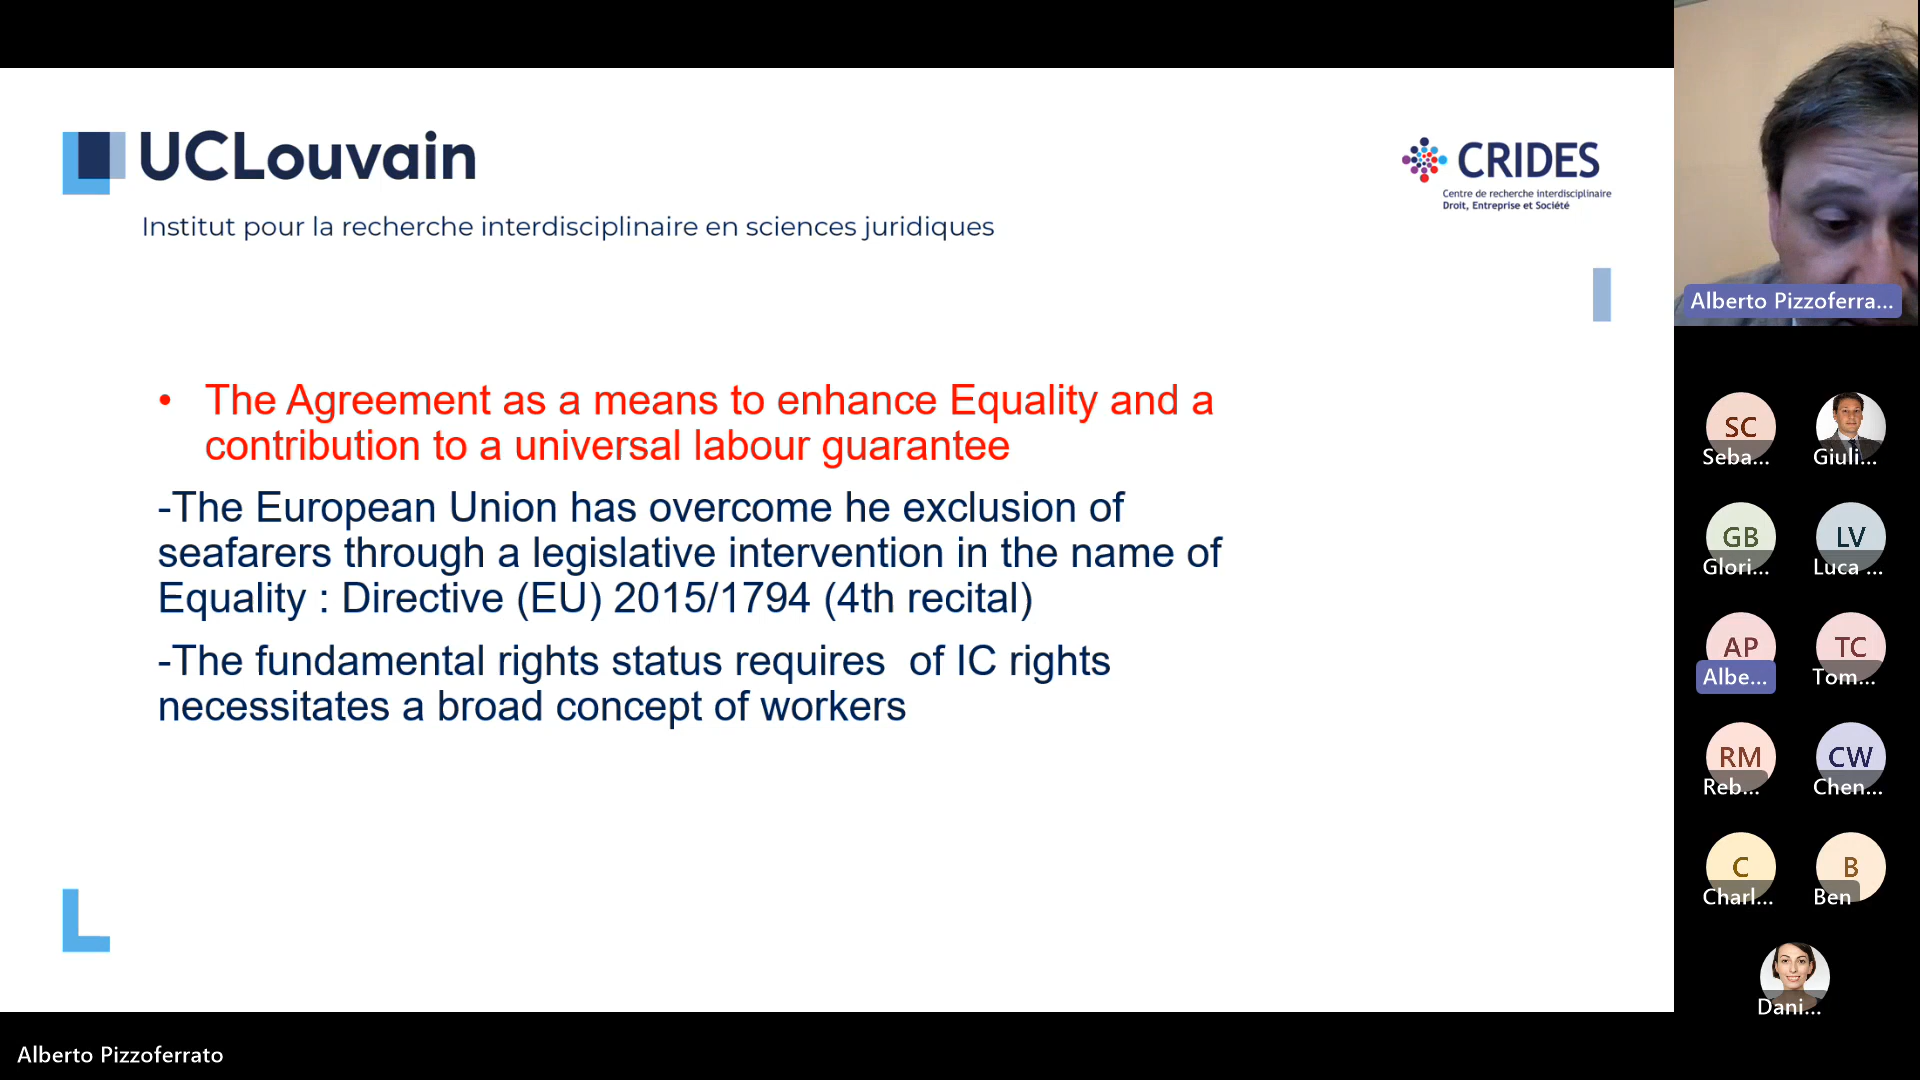 UCLouvain
Institut pour la recherche interdisciplinaire en sciences juridiques
CRIDES
Centre de recherche interdisciplinaire
Droit, Entreprise et Société
• The Agreement as a means to enhance Equality and a
contribution to a universal labour guarantee
-The European Union has overcome he exclusion of
seafarers through a legislative intervention in the name of
Equality : Directive (EU) 2015/1794 (4th recital)
-The fundamental rights status requires  of IC rights
necessitates a broad concept of workers
Alberto Pizzoferra...
SC
Seba...
Giuli...
GB
Glori...
LV
Luca ...
AP
Albe...
TC
Tom...
RM
Reb...
CW
Chen...
C
Charl...
B
Ben
Dani...
Alberto Pizzoferrato